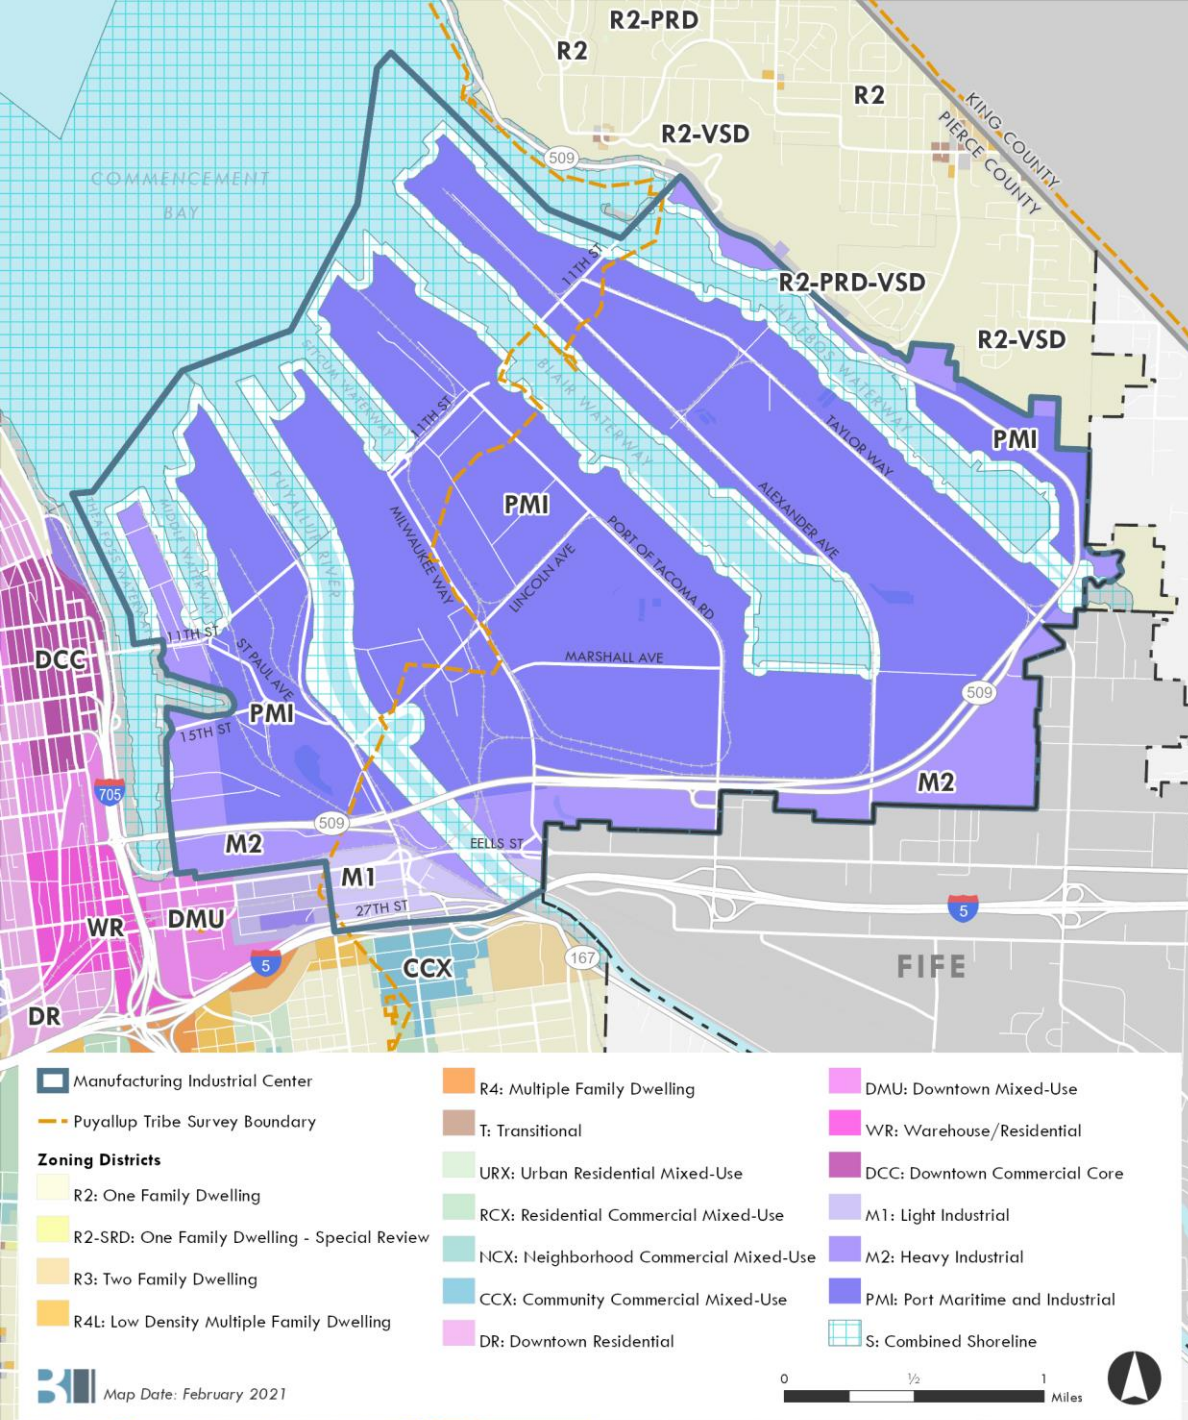 R2-PRD
R2
R2
R2-VSD
KING COUNTY
PIERCE COUNTY
509
COMMENCEMENT
BAY
11TH ST
R2-PRD-VSD
HYLEBOS WATERWAY
R2-VSD
SITCUM WATERWAY
BLAIR WATERWAY
11TH ST
TAYLOR WAY
PMI
PUYALLUP RIVER
MIDDLE WATERWAY
THEA FOSS WATERWAY
MILWAUKEE WAY
PMI
ALEXANDER AVE
PORT OF TACOMA RD
LINCOLN AVE
11TH ST
ST PAUL AVE
MARSHALL AVE
DCC
509
PMI
15TH ST
705
M2
509
M2
EELLS ST
M1
27TH ST
5
WR
DMU
5
CCX
167
FIFE
DR
Manufacturing Industrial Center
Puyallup Tribe Survey Boundary
Zoning Districts
R2: One Family Dwelling
R2-SRD: One Family Dwelling - Special Review
R3: Two Family Dwelling
R4L: Low Density Multiple Family Dwelling
R4: Multiple Family Dwelling
T: Transitional
URX: Urban Residential Mixed-Use
RCX: Residential Commercial Mixed-Use
NCX: Neighborhood Commercial Mixed-Use
CCX: Community Commercial Mixed-Use
DR: Downtown Residential
DMU: Downtown Mixed-Use
WR: Warehouse/Residential
DCC: Downtown Commercial Core
M1: Light Industrial
M2: Heavy Industrial
PMI: Port Maritime and Industrial
S: Combined Shoreline
Map Date: February 2021
0 ½ 1
Miles